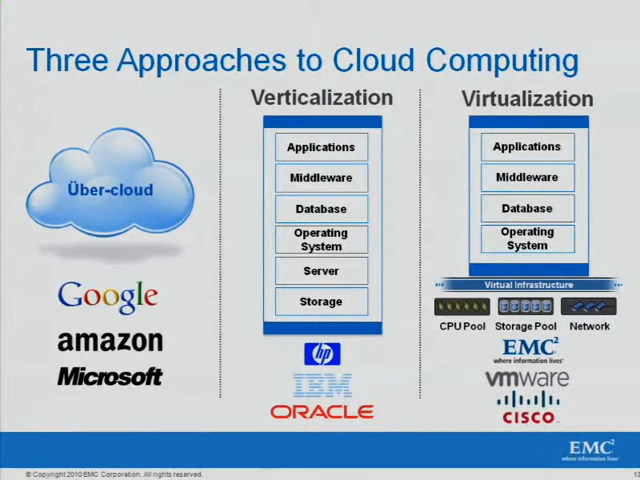 Three Approaches to Cloud Computing
Über-cloud
Google
amazon
Microsoft
Verticalization
Applications
Middleware
Database
Operating
System
Server
Storage
hp
IBM
ORACLE
Virtualization
Applications
Middleware
Database
Operating
System
Virtual Infrastructure
CPU Pool
Storage Pool
Network
EMC²
where information lives®
vmware
CISCO
EMC²
where information lives®
© Copyright 2010 EMC Corporation. All rights reserved.